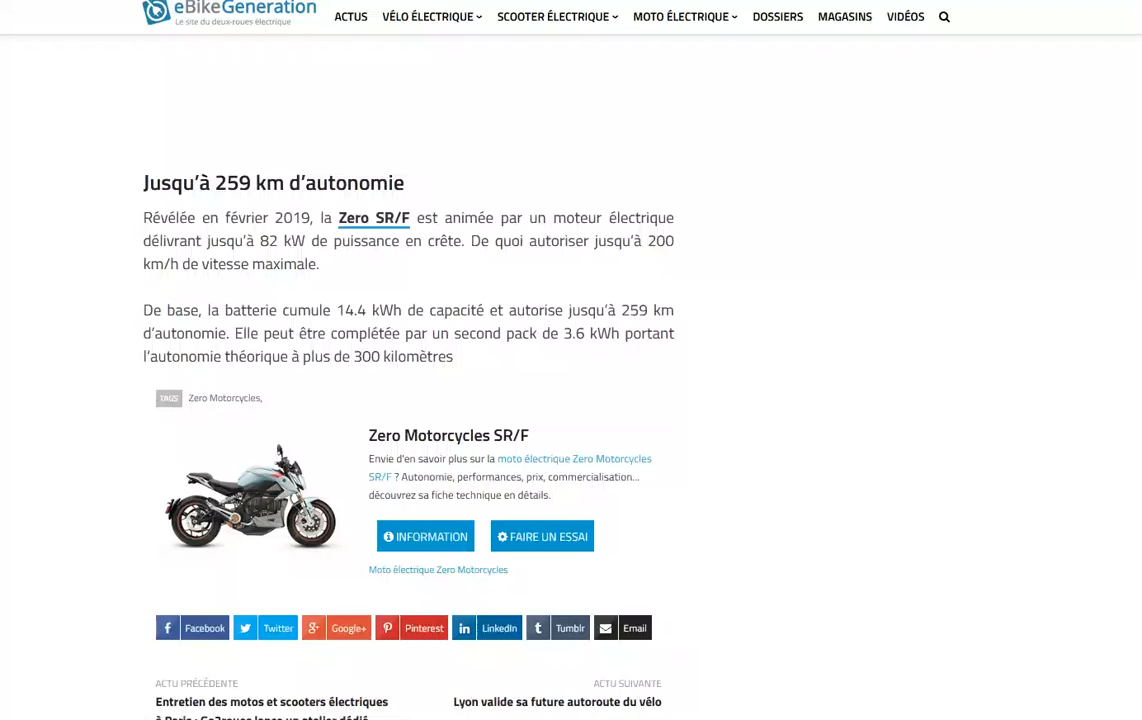 eBikeGeneration
Le site du deux-roues électrique
ACTUS VÉLO ÉLECTRIQUE SCOOTER ÉLECTRIQUE MOTO ÉLECTRIQUE DOSSIERS MAGASINS VIDÉOS
Jusqu’à 259 km d’autonomie
Révélée en février 2019, la Zero SR/F est animée par un moteur électrique
délivrant jusqu’à 82 kW de puissance en crête. De quoi autoriser jusqu’à 200
km/h de vitesse maximale.
De base, la batterie cumule 14.4 kWh de capacité et autorise jusqu’à 259 km
d’autonomie. Elle peut être complétée par un second pack de 3.6 kWh portant
l’autonomie théorique à plus de 300 kilomètres
TAGS Zero Motorcycles,
Zero Motorcycles SR/F
Envie d'en savoir plus sur la moto électrique Zero Motorcycles
SR/F ? Autonomie, performances, prix, commercialisation...
découvrez sa fiche technique en détails.
INFORMATION FAIRE UN ESSAI
Moto électrique Zero Motorcycles
Facebook Twitter Google+ Pinterest LinkedIn Tumblr Email
ACTU PRÉCÉDENTE ACTU SUIVANTE
Entretien des motos et scooters électriques Lyon valide sa future autoroute du vélo
à Paris : Go2roues lance un atelier dédié